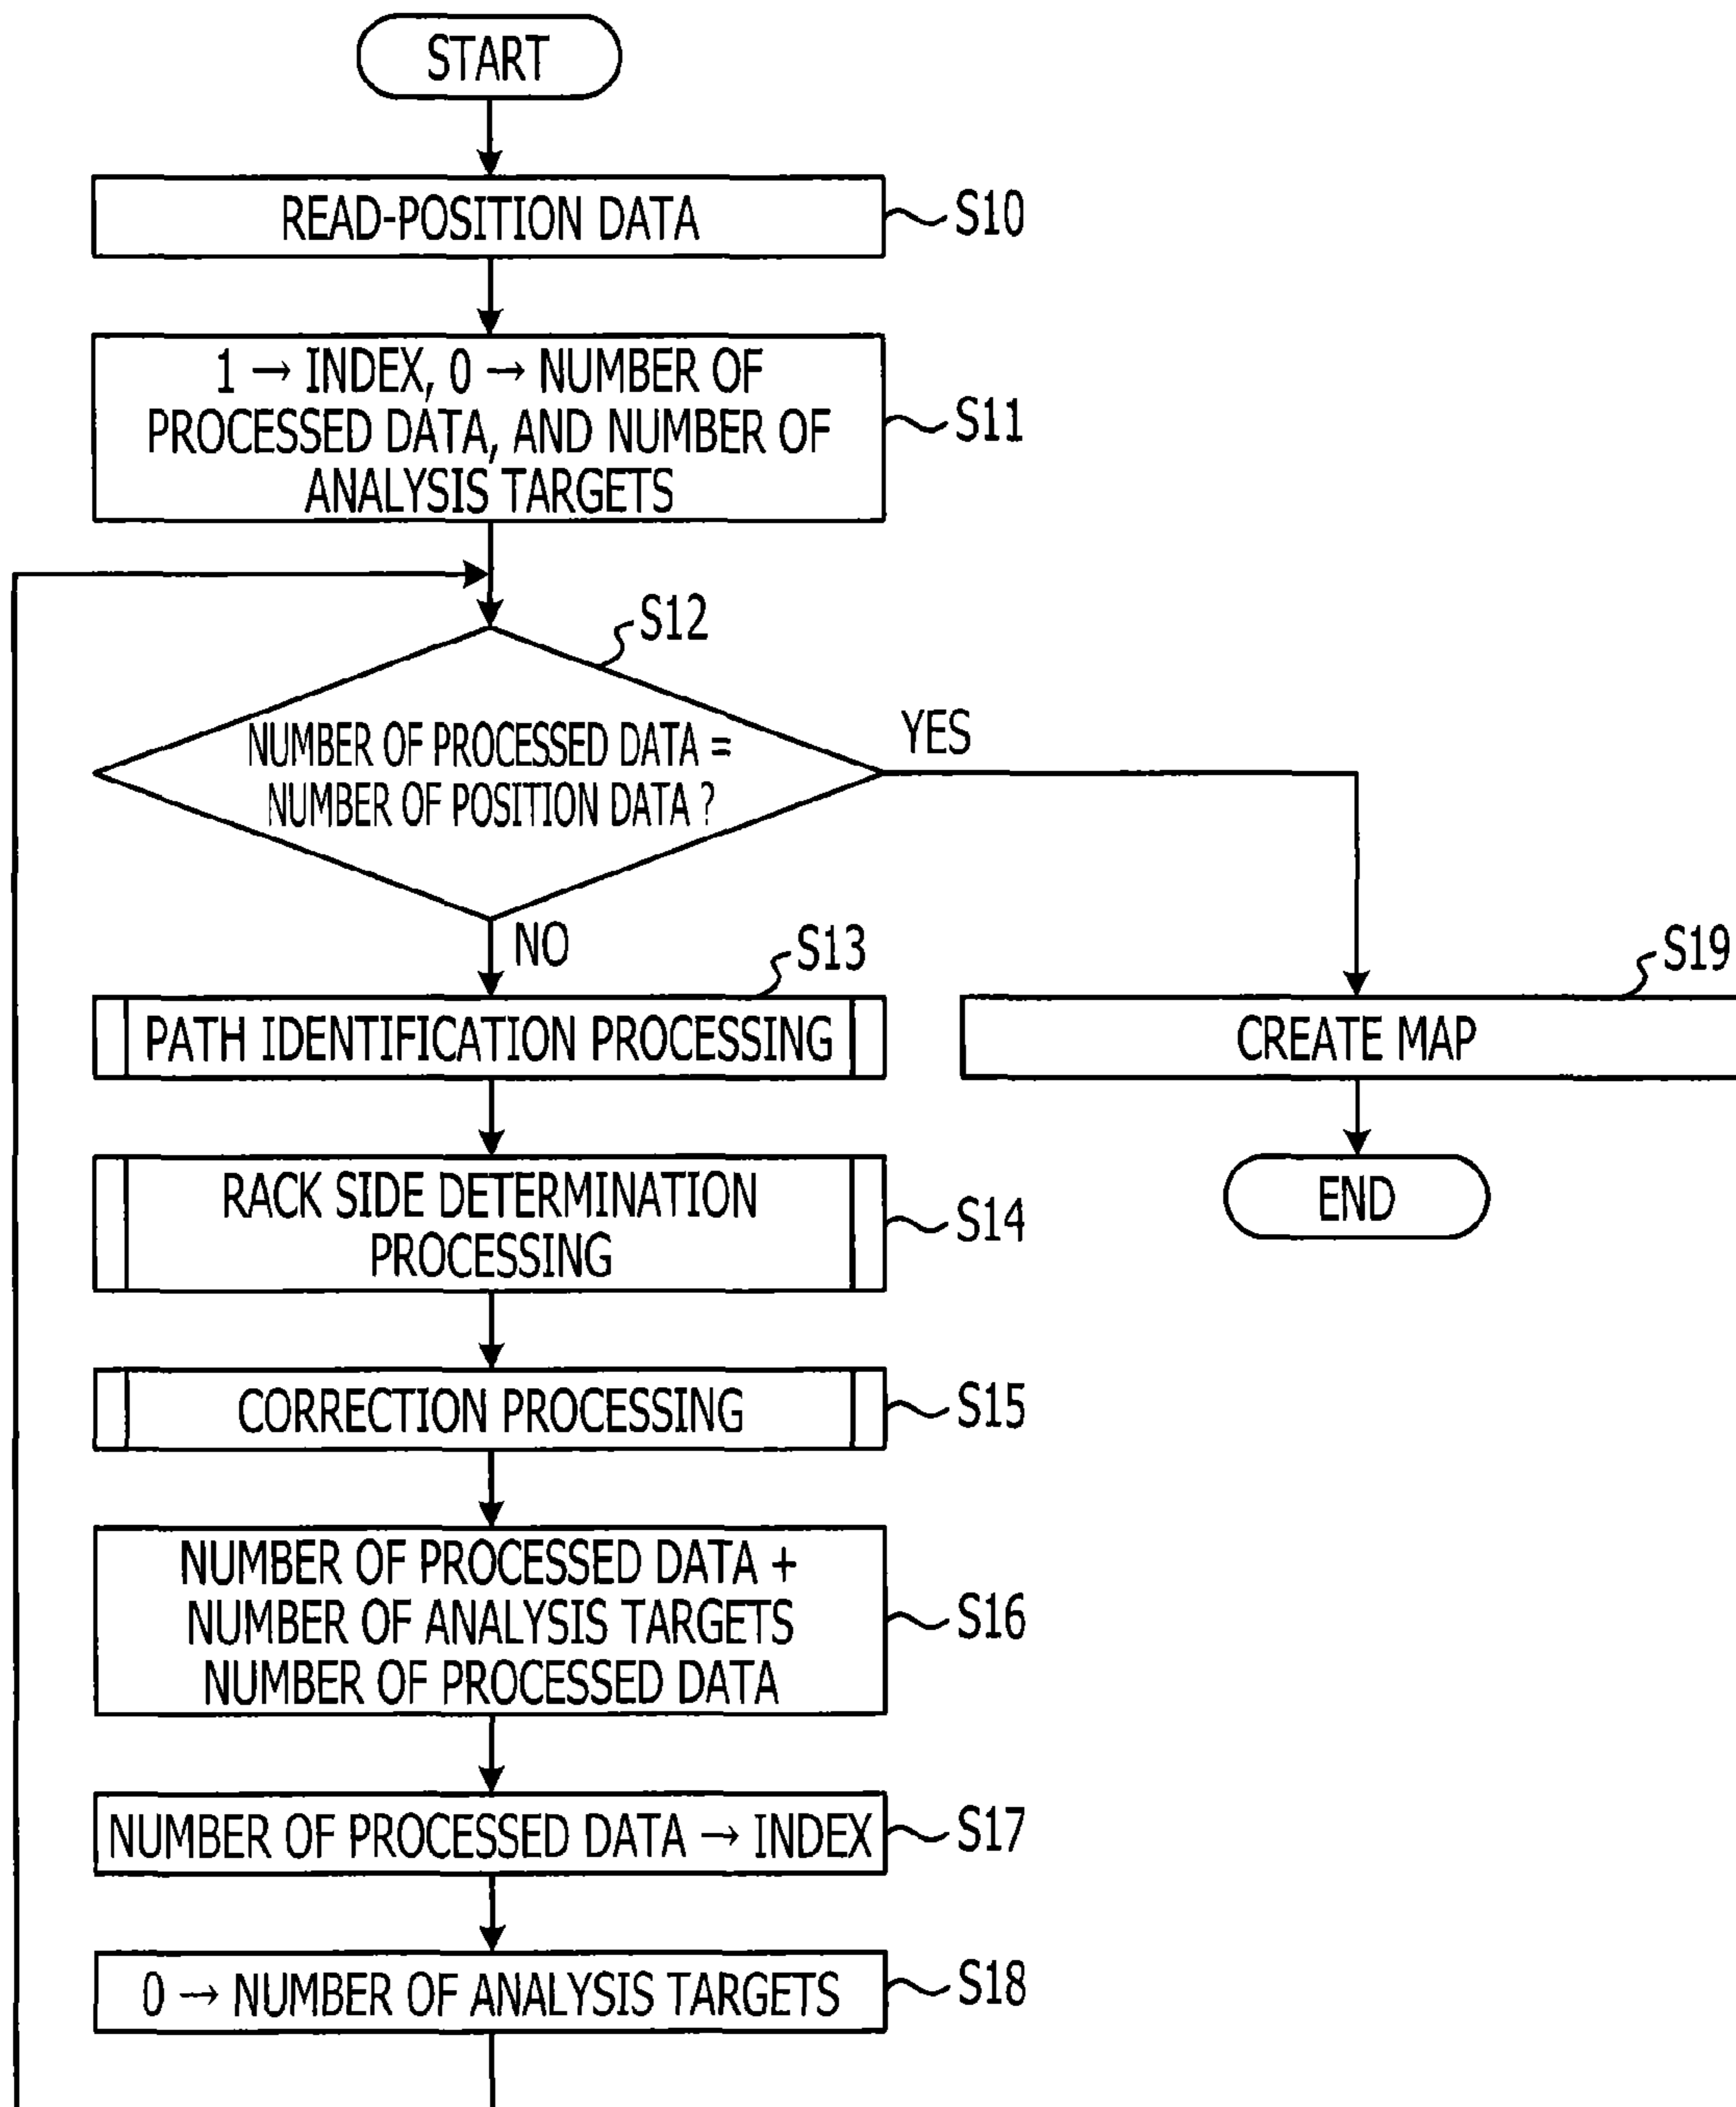 START
READ-POSITION DATA
S10
1 → INDEX, 0 → NUMBER OF
PROCESSED DATA, AND NUMBER OF
ANALYSIS TARGETS
S11
S12
NUMBER OF PROCESSED DATA =
NUMBER OF POSITION DATA ?
YES
NO
S13
PATH IDENTIFICATION PROCESSING
S19
CREATE MAP
RACK SIDE DETERMINATION
PROCESSING
S14
END
CORRECTION PROCESSING
S15
NUMBER OF PROCESSED DATA +
NUMBER OF ANALYSIS TARGETS
NUMBER OF PROCESSED DATA
S16
NUMBER OF PROCESSED DATA → INDEX
S17
0 → NUMBER OF ANALYSIS TARGETS
S18